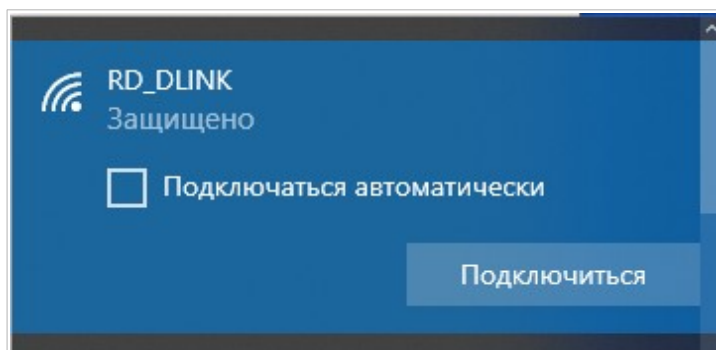 RD_DLINK
Защищено
Подключаться автоматически
Подключиться